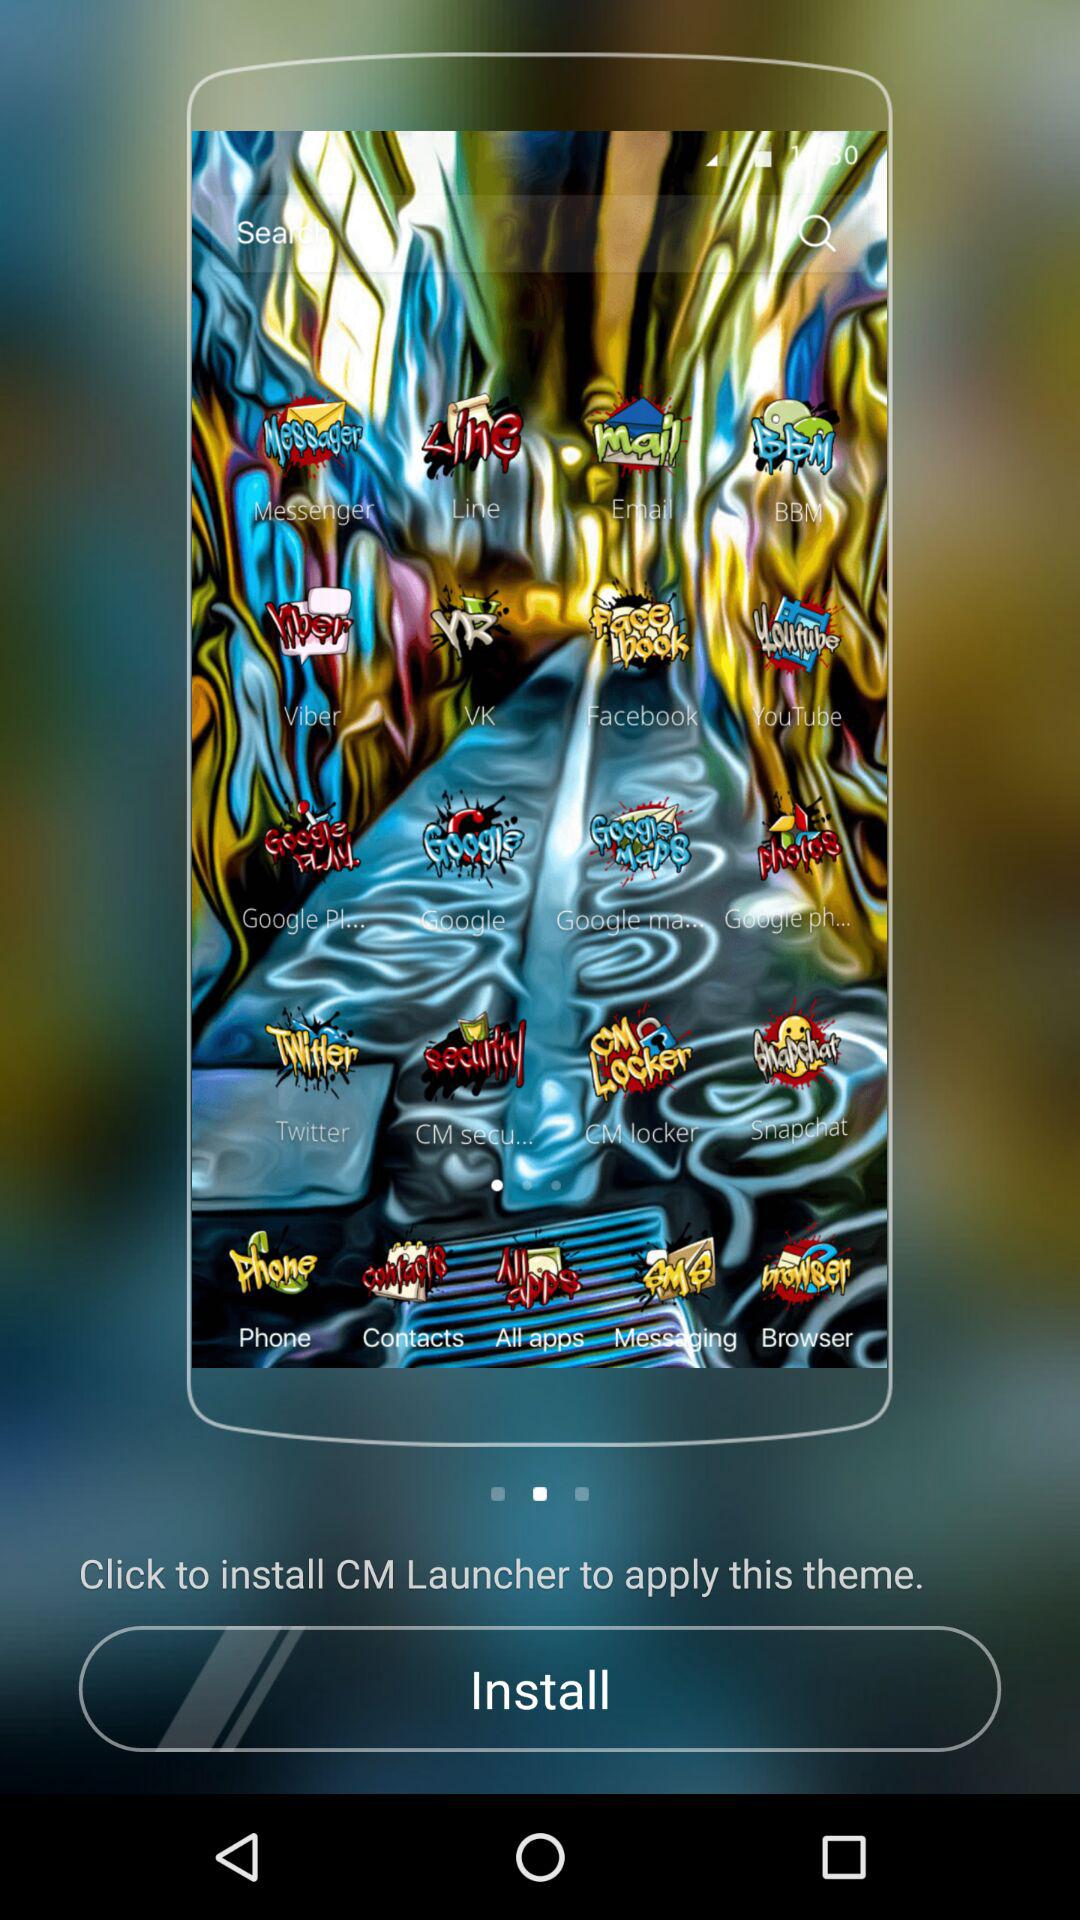 12:30
Search
Messager Line mail BBM
Messenger Line Email BBM
Viber VK Face book Youtube
Viber VK Facebook YouTube
Google PLAY. Google Google Maps photos
Google Pl... Google Google ma... Google ph...
Twitter security CM Locker Snapchat
Twitter CM secu... CM locker Snapchat
Phone contacts All apps SMS browser
Phone Contacts All apps Messaging Browser
Click to install CM Launcher to apply this theme.
Install